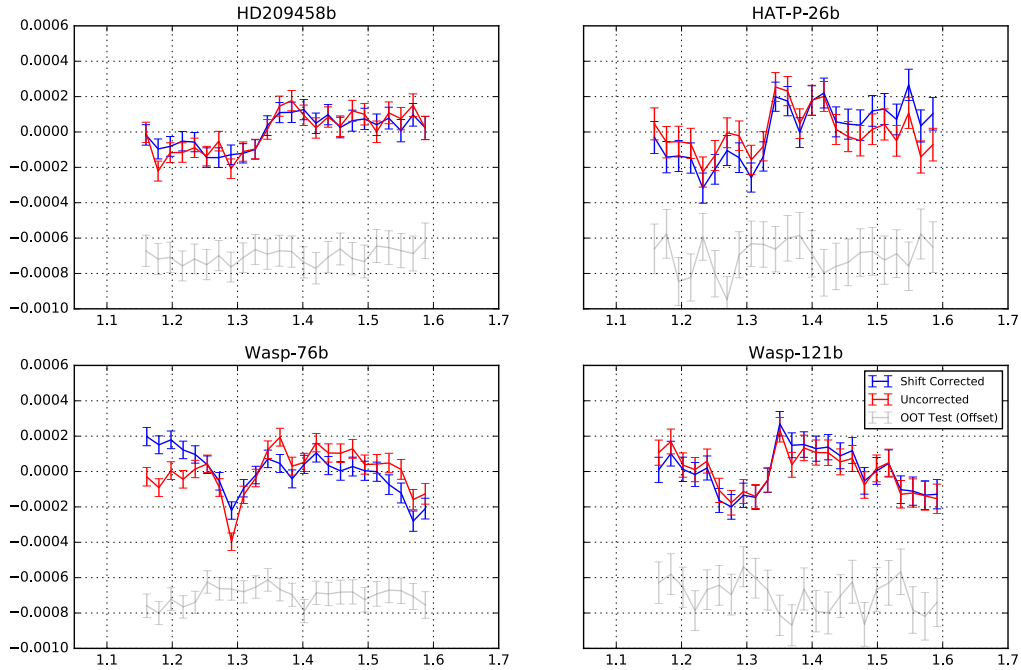 HD209458b
HAT-P-26b
0.0006
0.0004
0.0002
0.0000
−0.0002
−0.0004
−0.0006
−0.0008
−0.0010
1.1 1.2 1.3 1.4 1.5 1.6 1.7
1.1 1.2 1.3 1.4 1.5 1.6 1.7
Wasp-76b
Wasp-121b
0.0006
0.0004
0.0002
0.0000
−0.0002
−0.0004
−0.0006
−0.0008
−0.0010
Shift Corrected
Uncorrected
OOT Test (Offset)
1.1 1.2 1.3 1.4 1.5 1.6 1.7
1.1 1.2 1.3 1.4 1.5 1.6 1.7